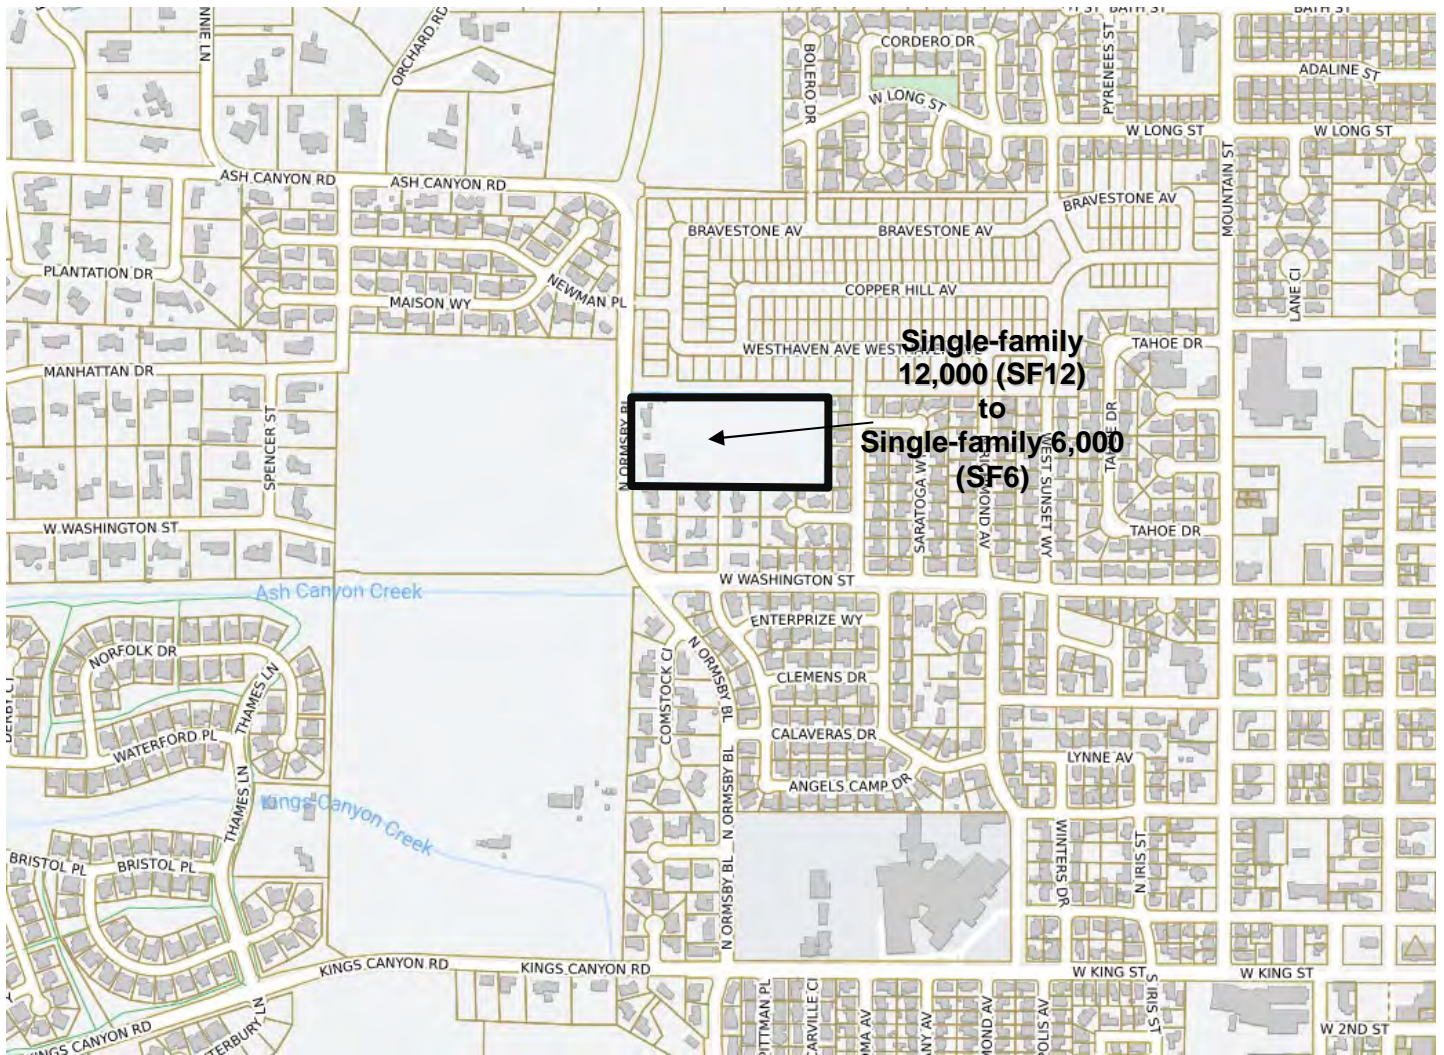 BATH ST
BATH ST
CORDERO DR
ORCHARD RD
BOLERO DR
PYRENEES ST
ADALINE ST
W LONG ST
W LONG ST
W LONG ST
MOUNTAIN ST
ASH CANYON RD
ASH CANYON RD
BRAVESTONE AV
BRAVESTONE AV
BRAVESTONE AV
PLANTATION DR
NEWMAN PL
MAISON WY
COPPER HILL AV
LANE CI
WESTHAVEN AVE
Single-family
12,000 (SF12)
to
Single-family 6,000
(SF6)
TAHOE DR
MANHATTAN DR
SPENCER ST
N ORMSBY BL
TAHOE DR
SARATOGA W
WEST SUNSET WY
TAHOE DR
W WASHINGTON ST
W WASHINGTON ST
Ash Canyon Creek
ENTERPRIZE WY
NORFOLK DR
THAMES LN
COMSTOCK CI
N ORMSBY BL
CLEMENS DR
WATERFORD PL
CALAVERAS DR
LYNNE AV
THAMES LN
N ORMSBY BL
ANGELS CAMP DR
Kings Canyon Creek
BRISTOL PL
BRISTOL PL
N ORMSBY BL
WINTERS DR
N IRIS ST
KINGS CANYON RD
KINGS CANYON RD
W KING ST
W KING ST
S IRIS ST
PITTMAN PL
W 2ND ST